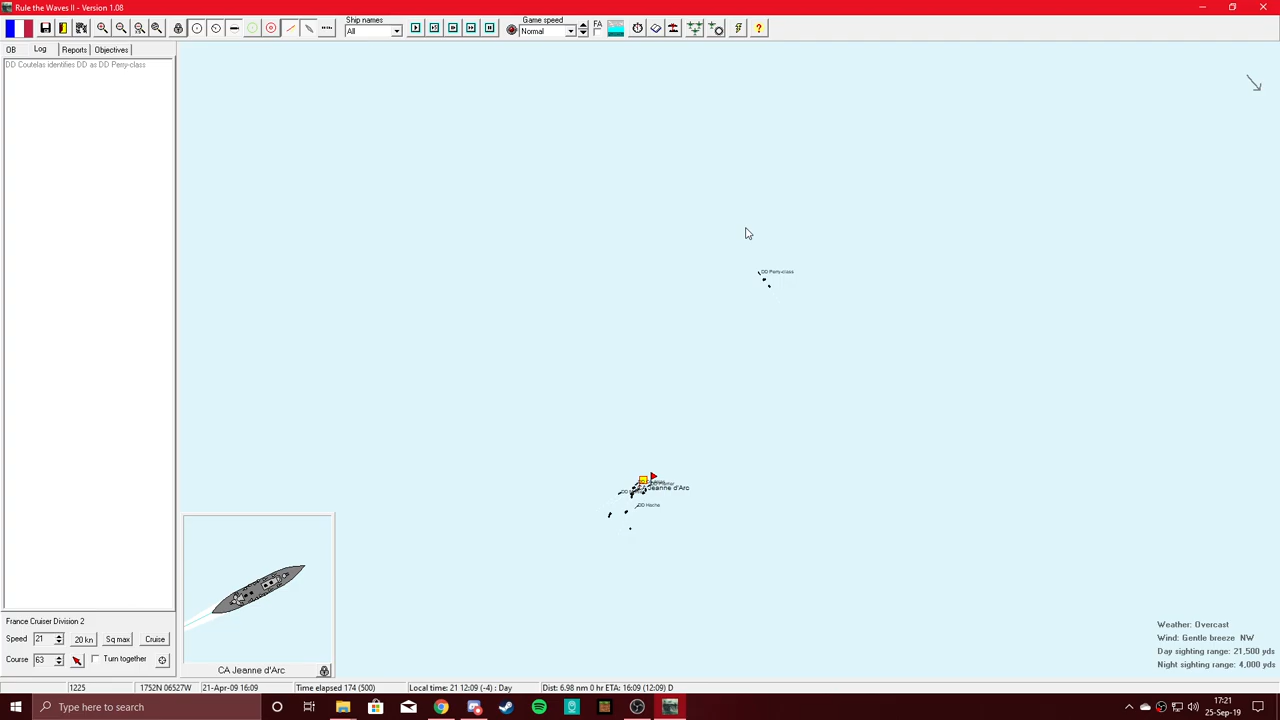 Rule the Waves II - Version 1.08
Ship names
All
Game speed
Normal
FA
OB
Log
Reports
Objectives
DD Coutelas identifies DD as DD Perry-class
DD Perry-class
Jeanne d'Arc
DD Hoche
France Cruiser Division 2
Speed
21
20 kn
Sq max
Cruise
Course
63
Turn together
CA Jeanne d'Arc
Weather: Overcast
Wind: Gentle breeze NW
Day sighting range: 21,500 yds
Night sighting range: 4,000 yds
1225
1752N 06527W
21-Apr-09 16:09
Time elapsed 174 (500)
Local time: 21 12:09 (-4) : Day
Dist: 6.98 nm 0 hr ETA: 16:09 (12:09) D
Type here to search
17:21
25-Sep-19